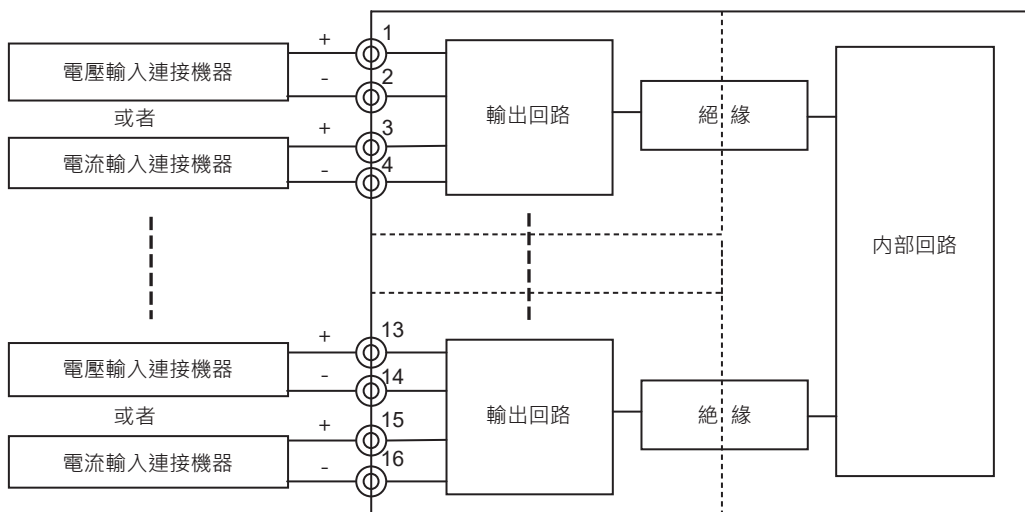 + 1
電壓輸入連接機器
- 2
或者
+ 3
電流輸入連接機器
- 4
輸出回路
絕 緣
内部回路
+ 13
電壓輸入連接機器
- 14
或者
+ 15
電流輸入連接機器
- 16
輸出回路
絕 緣